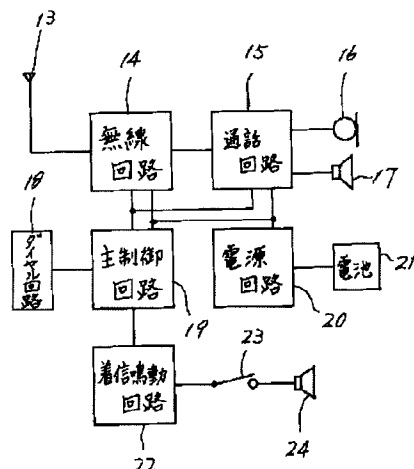 13
14
15
16
無線
回路
通話
回路
17
18
ダイヤル回路
主制御
回路
19
電源
回路
20
電池
21
着信鳴動
回路
22
23
24